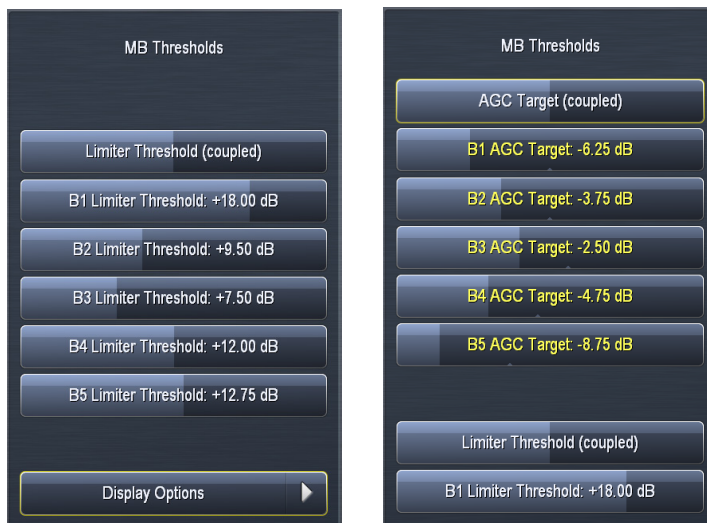 MB Thresholds
Limiter Threshold (coupled)
B1 Limiter Threshold: +18.00 dB
B2 Limiter Threshold: +9.50 dB
B3 Limiter Threshold: +7.50 dB
B4 Limiter Threshold: +12.00 dB
B5 Limiter Threshold: +12.75 dB
Display Options
MB Thresholds
AGC Target (coupled)
B1 AGC Target: -6.25 dB
B2 AGC Target: -3.75 dB
B3 AGC Target: -2.50 dB
B4 AGC Target: -4.75 dB
B5 AGC Target: -8.75 dB
Limiter Threshold (coupled)
B1 Limiter Threshold: +18.00 dB